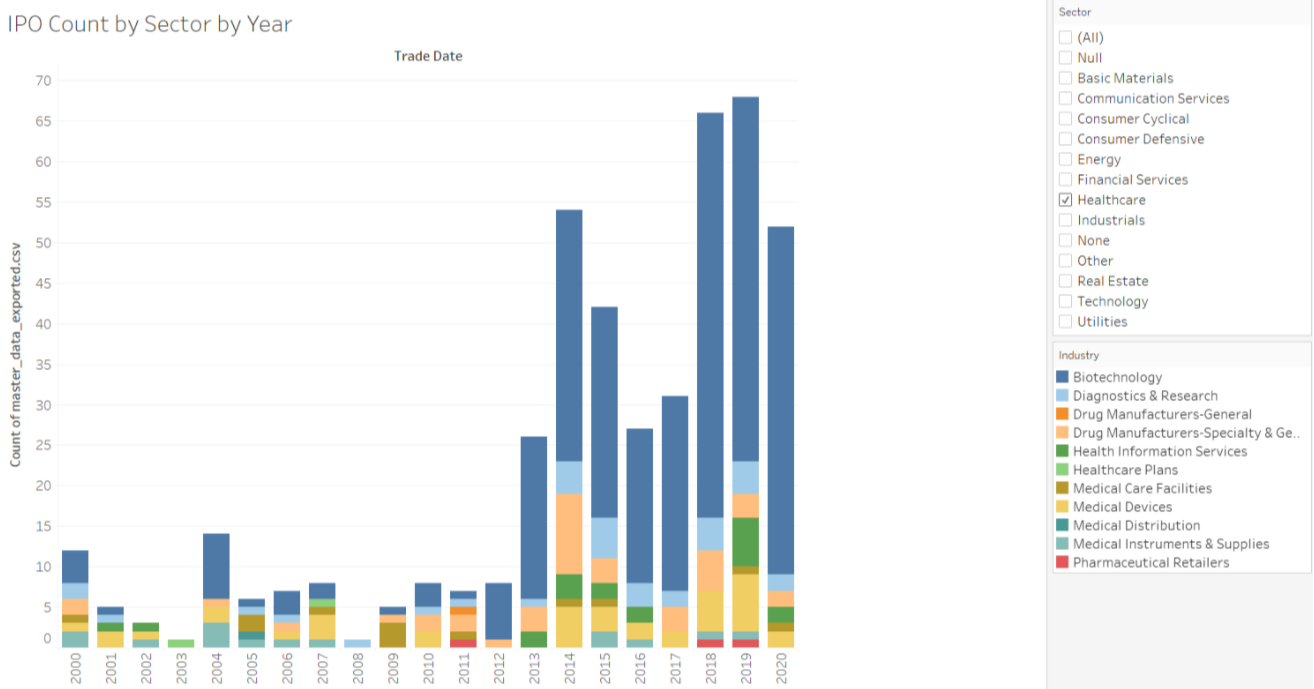 IPO Count by Sector by Year
Trade Date
Count of master_data_exported.csv
70
65
60
55
50
45
40
35
30
25
20
15
10
5
0
2000
2001
2002
2003
2004
2005
2006
2007
2008
2009
2010
2011
2012
2013
2014
2015
2016
2017
2018
2019
2020
Sector
(All)
Null
Basic Materials
Communication Services
Consumer Cyclical
Consumer Defensive
Energy
Financial Services
Healthcare
Industrials
None
Other
Real Estate
Technology
Utilities
Industry
Biotechnology
Diagnostics & Research
Drug Manufacturers-General
Drug Manufacturers-Specialty & Ge..
Health Information Services
Healthcare Plans
Medical Care Facilities
Medical Devices
Medical Distribution
Medical Instruments & Supplies
Pharmaceutical Retailers